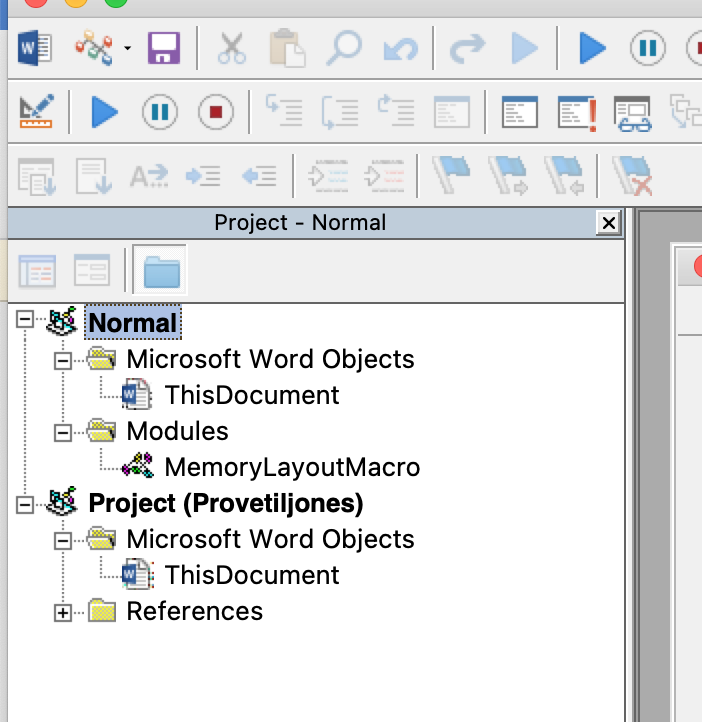 Project - Normal
Normal
Microsoft Word Objects
ThisDocument
Modules
MemoryLayoutMacro
Project (Provetiljones)
Microsoft Word Objects
ThisDocument
References